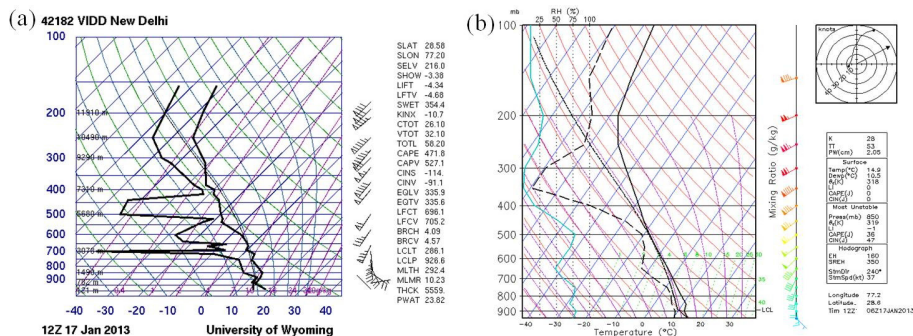 (a) 42182 VIDD New Delhi
100
200
300
400
500
600
700
800
900
11910 m
10490 m
9290 m
7310 m
5680 m
3078 m
1490 m
782 m
121 m
-40 -30 -20 -10 0 10 20 30 40
12Z 17 Jan 2013 University of Wyoming
SLAT 28.58
SLON 77.20
SELV 216.0
SHOW -3.38
LIFT -4.34
LFTV -4.68
SWET 354.4
KINX -10.7
CTOT 26.10
VTOT 32.10
TOTL 58.20
CAPE 471.8
CAPV 527.1
CINS -114.
CINV -91.1
EQLV 335.9
EQTV 335.6
LFCT 696.1
LFCV 705.2
BRCH 4.09
BRCV 4.57
LCLT 286.1
LCLP 926.6
MLTH 292.4
MLMR 10.23
THCK 5559.
PWAT 23.82
(b)
mb RH (%)
25 50 75 100
100
200
300
400
500
600
700
800
900
-40 -30 -20 -10 0 10 20 30
Temperature (°C)
Mixing Ratio (g/kg)
LCL
knots
K 28
TT 53
PW(cm) 2.05
Surface
Temp(°C) 14.9
Dewp(°C) 10.5
θE(K) 318
LI 0
CAPE(J) 0
CIN(J) 0
Most Unstable
Press(mb) 850
θE(K) 319
LI -1
CAPE(J) 36
CIN(J) 47
Hodograph
EH 160
SREH 350
StmDir 240°
StmSpd(kt) 37
Longitude 77.2
Latitude. 28.6
Tim 12Z: 06Z17JAN2013